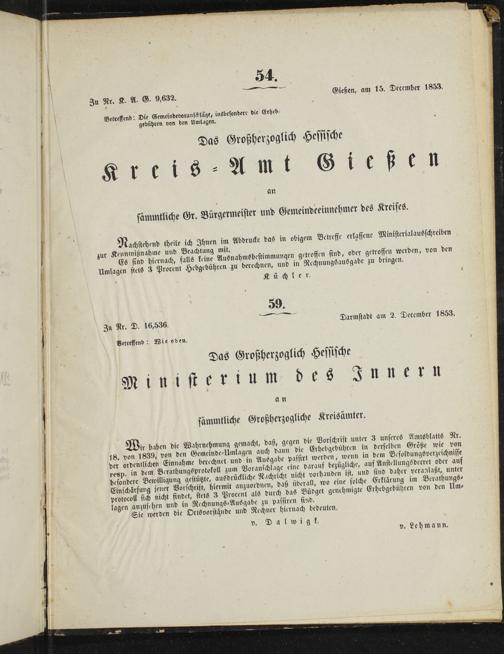 54.
Zu Nr. K. A. G. 9,632.
Gießen, am 15. December 1853.
Betreffend: Die Gemeindevoranschläge, insbesondere die Erheb-
gebühren von den Umlagen.
Das Großherzoglich Hessische
Kreis-Amt Gießen
an
sämmtliche Gr. Bürgermeister und Gemeindeeinnehmer des Kreises.
Nachstehend theile ich Ihnen im Abdrucke das in obigem Betreffe erlassene Ministerialausschreiben
zur Kenntnißnahme und Beachtung mit.
Es sind hiernach, falls keine Ausnahmsbestimmungen getroffen sind, oder getroffen werden, von den
Umlagen stets 3 Procent Hebgebühren zu berechnen, und in Rechnungsausgabe zu bringen.
Küchler.
59.
Zu Nr. D. 16,536.
Darmstadt am 2. December 1853.
Betreffend: Wie oben.
Das Großherzoglich Hessische
Ministerium des Innern
an
sämmtliche Großherzogliche Kreisämter.
Wir haben die Wahrnehmung gemacht, daß, gegen die Vorschrift unter 3 unseres Amtsblatts Nr.
18. von 1839, von den Gemeinde-Umlagen auch dann die Erhebgebühren in derselben Größe wie von
der ordentlichen Einnahme berechnet und in Ausgabe passirt werden, wenn in dem Besoldungsverzeichnisse
resp. in dem Berathungsprotokoll zum Voranschlage eine darauf bezügliche, auf Anstellungsdecret oder auf
besondere Bewilligung gestützte, ausdrückliche Nachricht nicht vorhanden ist, und sind daher veranlaßt, unter
Einschärfung jener Vorschrift, hiermit anzuordnen, daß überall, wo eine solche Erklärung im Berathungs-
protocoll sich nicht findet, stets 3 Procent als durch das Büdget genehmigte Erhebgebühren von den Um-
lagen anzusehen und in Rechnungs-Ausgabe zu passiren sind.
Sie werden die Ortsvorstände und Rechner hiernach bedeuten.
v. Dalwigk.
v. Lehmann.